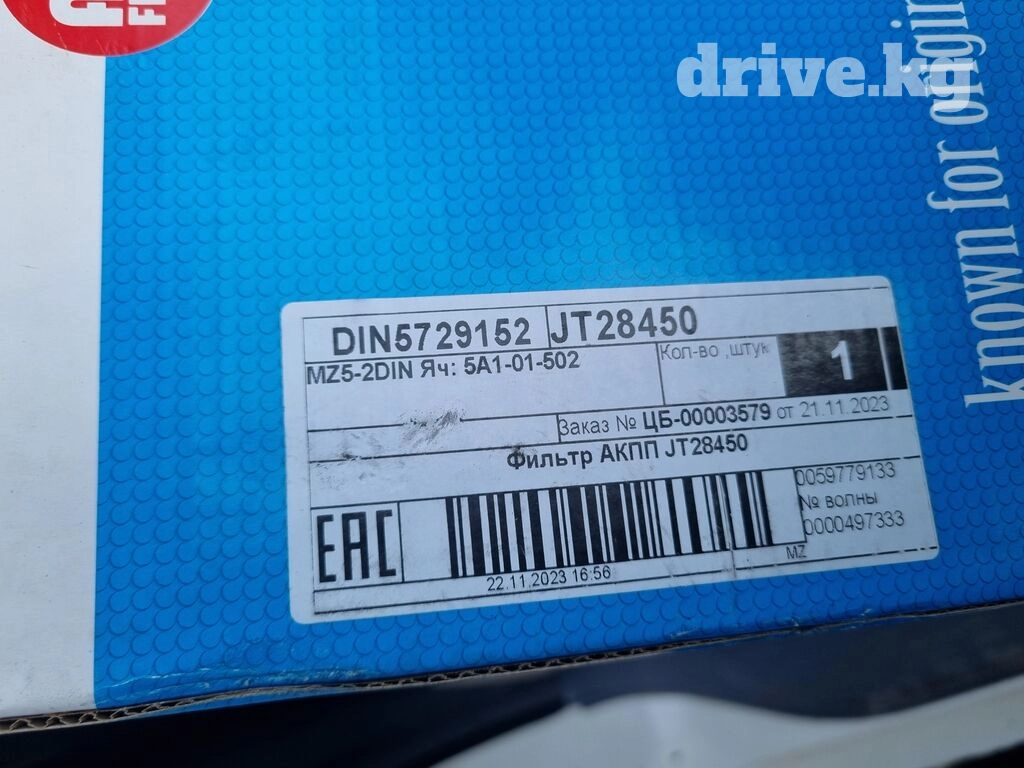 drive.kg
known for origin
DIN5729152 JT28450
MZ5-2DIN Яч: 5A1-01-502
Кол-во ,штук 1
Заказ № ЦБ-00003579 от 21.11.2023
Фильтр АКПП JT28450
0059779133
№ волны
0000497333
EAC
MZ
22.11.2023 16:56